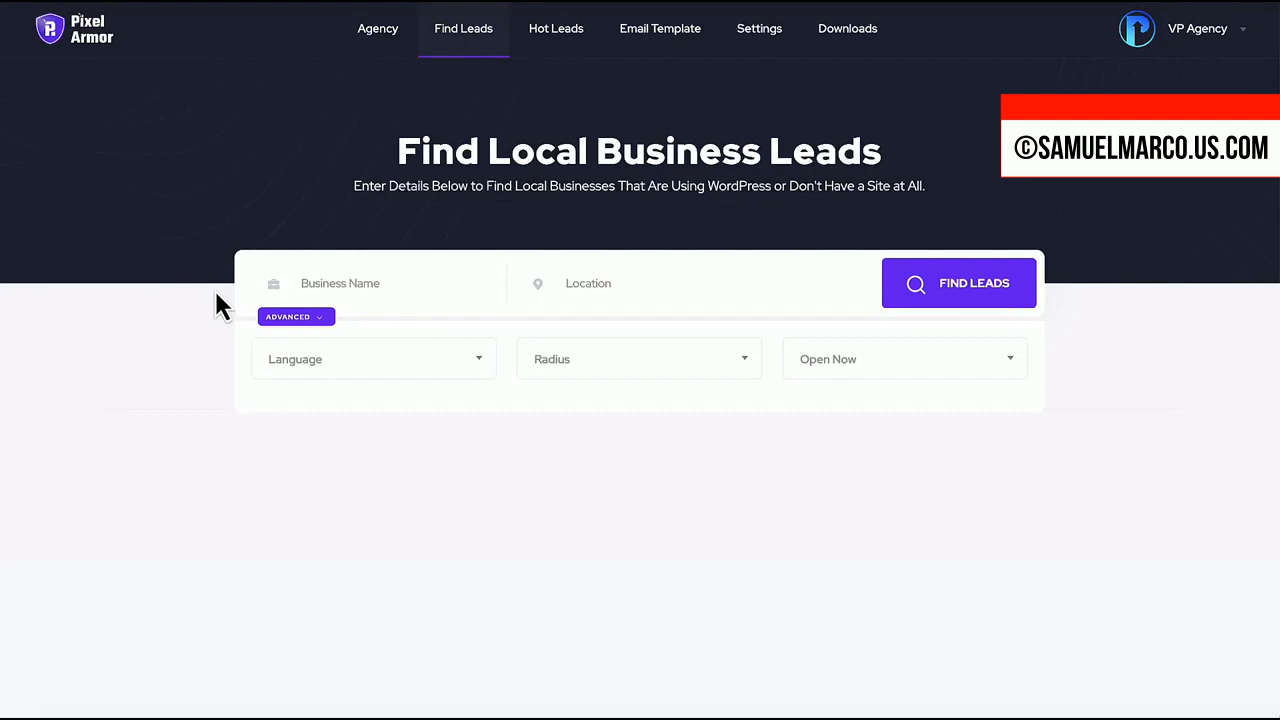 Pixel
Armor
Agency
Find Leads
Hot Leads
Email Template
Settings
Downloads
VP Agency
©SAMUELMARCO.US.COM
Find Local Business Leads
Enter Details Below to Find Local Businesses That Are Using WordPress or Don't Have a Site at All.
Business Name
Location
FIND LEADS
ADVANCED
Language
Radius
Open Now